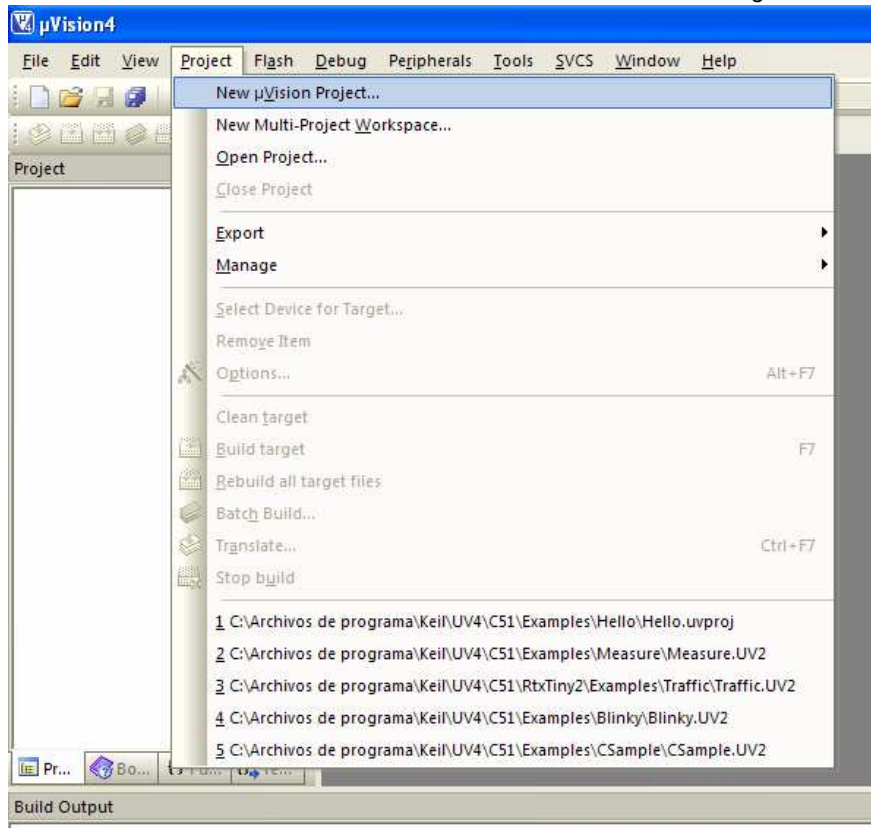 µVision4
File Edit View Project Flash Debug Peripherals Tools SVCS Window Help
New µVision Project...
New Multi-Project Workspace...
Project
Open Project...
Close Project
Export
Manage
Select Device for Target...
Remove Item
Options... Alt+F7
Clean target
Build target F7
Rebuild all target files
Batch Build...
Translate... Ctrl+F7
Stop build
1 C:\Archivos de programa\Keil\UV4\C51\Examples\Hello\Hello.uvproj
2 C:\Archivos de programa\Keil\UV4\C51\Examples\Measure\Measure.UV2
3 C:\Archivos de programa\Keil\UV4\C51\RtxTiny2\Examples\Traffic\Traffic.UV2
4 C:\Archivos de programa\Keil\UV4\C51\Examples\Blinky\Blinky.UV2
5 C:\Archivos de programa\Keil\UV4\C51\Examples\CSample\CSample.UV2
Pr... Bo...
Build Output